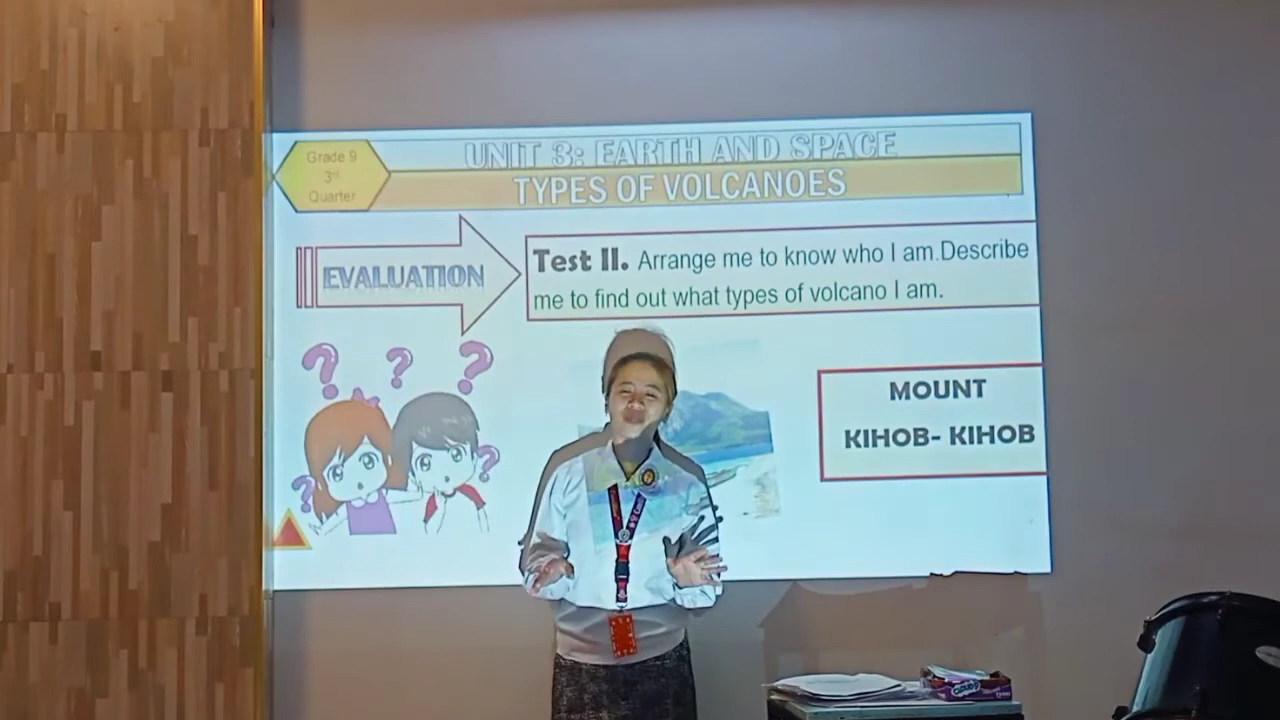 Grade 9
3rd
Quarter
UNIT 3: EARTH AND SPACE
TYPES OF VOLCANOES
EVALUATION
Test II. Arrange me to know who I am.Describe
me to find out what types of volcano I am.
MOUNT
KIHOB- KIHOB